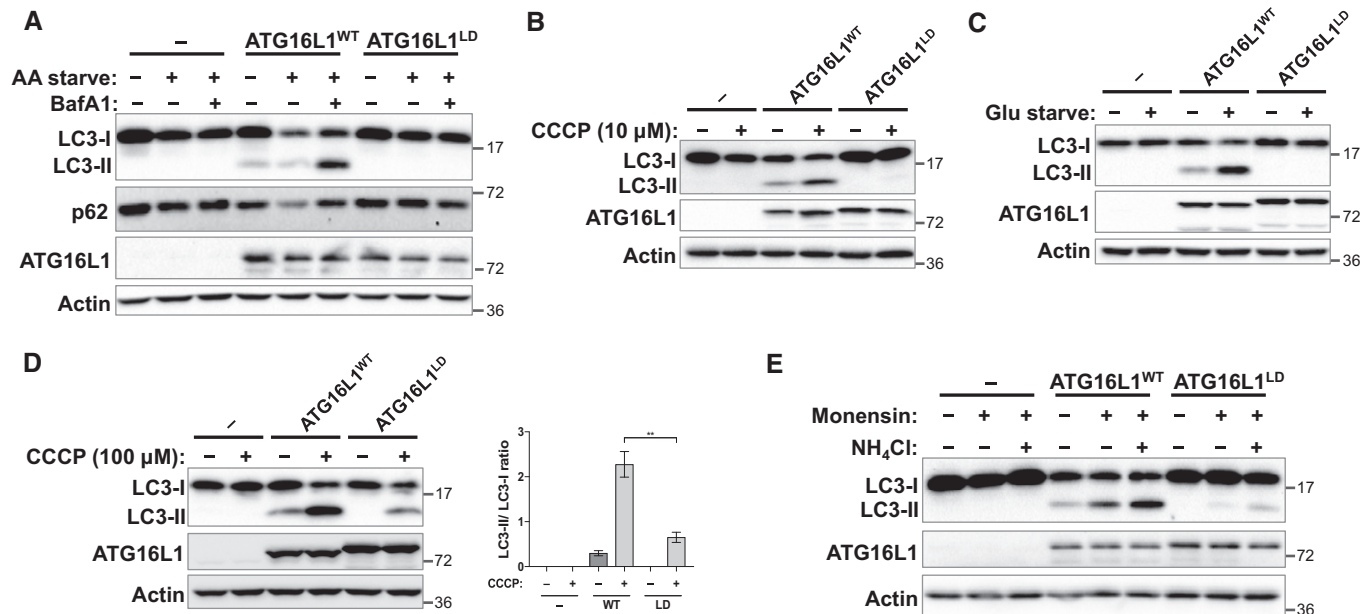 A
– ATG16L1WT ATG16L1LD
AA starve: – + + – + + – + +
BafA1: – – + – – + – – +
LC3-I
17
LC3-II
72
p62
ATG16L1
72
Actin
36
B
– ATG16L1WT ATG16L1LD
CCCP (10 µM): – + – + – +
LC3-I
17
LC3-II
ATG16L1
72
Actin
36
C
– ATG16L1WT ATG16L1LD
Glu starve: – + – + – +
LC3-I
17
LC3-II
ATG16L1
72
Actin
36
D
– ATG16L1WT ATG16L1LD
CCCP (100 µM): – + – + – +
LC3-I
17
LC3-II
ATG16L1
72
Actin
36
LC3-II/ LC3-I ratio
3
2
1
0
**
CCCP: – + – + – +
– WT LD
E
– ATG16L1WT ATG16L1LD
Monensin: – + + – + + – + +
NH4Cl: – – + – – + – – +
LC3-I
17
LC3-II
ATG16L1
72
Actin
36